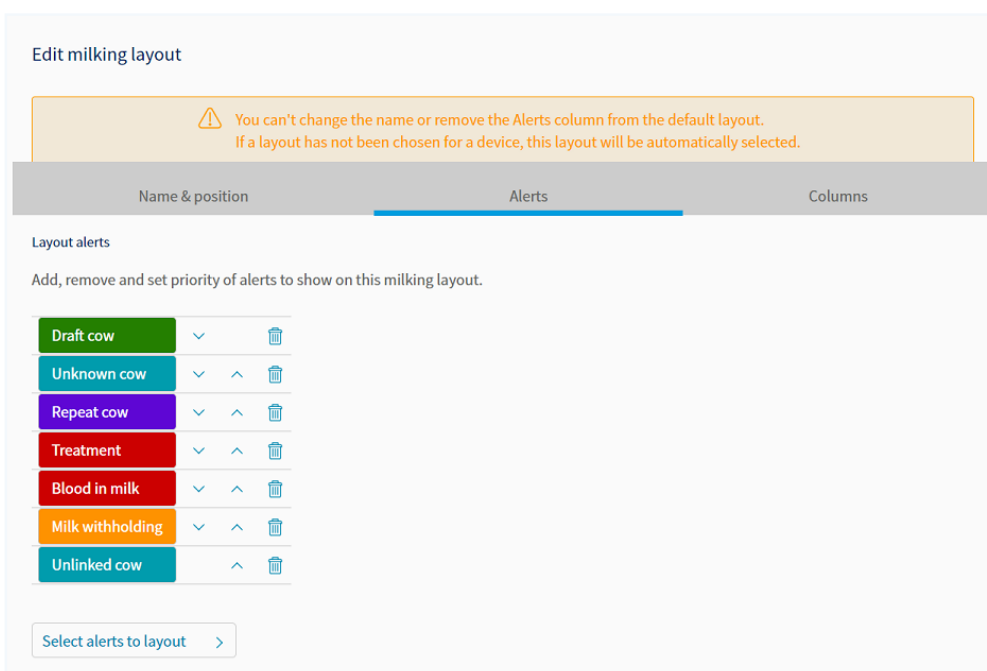 Edit milking layout
You can't change the name or remove the Alerts column from the default layout.
If a layout has not been chosen for a device, this layout will be automatically selected.
Name & position
Alerts
Columns
Layout alerts
Add, remove and set priority of alerts to show on this milking layout.
Draft cow
Unknown cow
Repeat cow
Treatment
Blood in milk
Milk withholding
Unlinked cow
Select alerts to layout